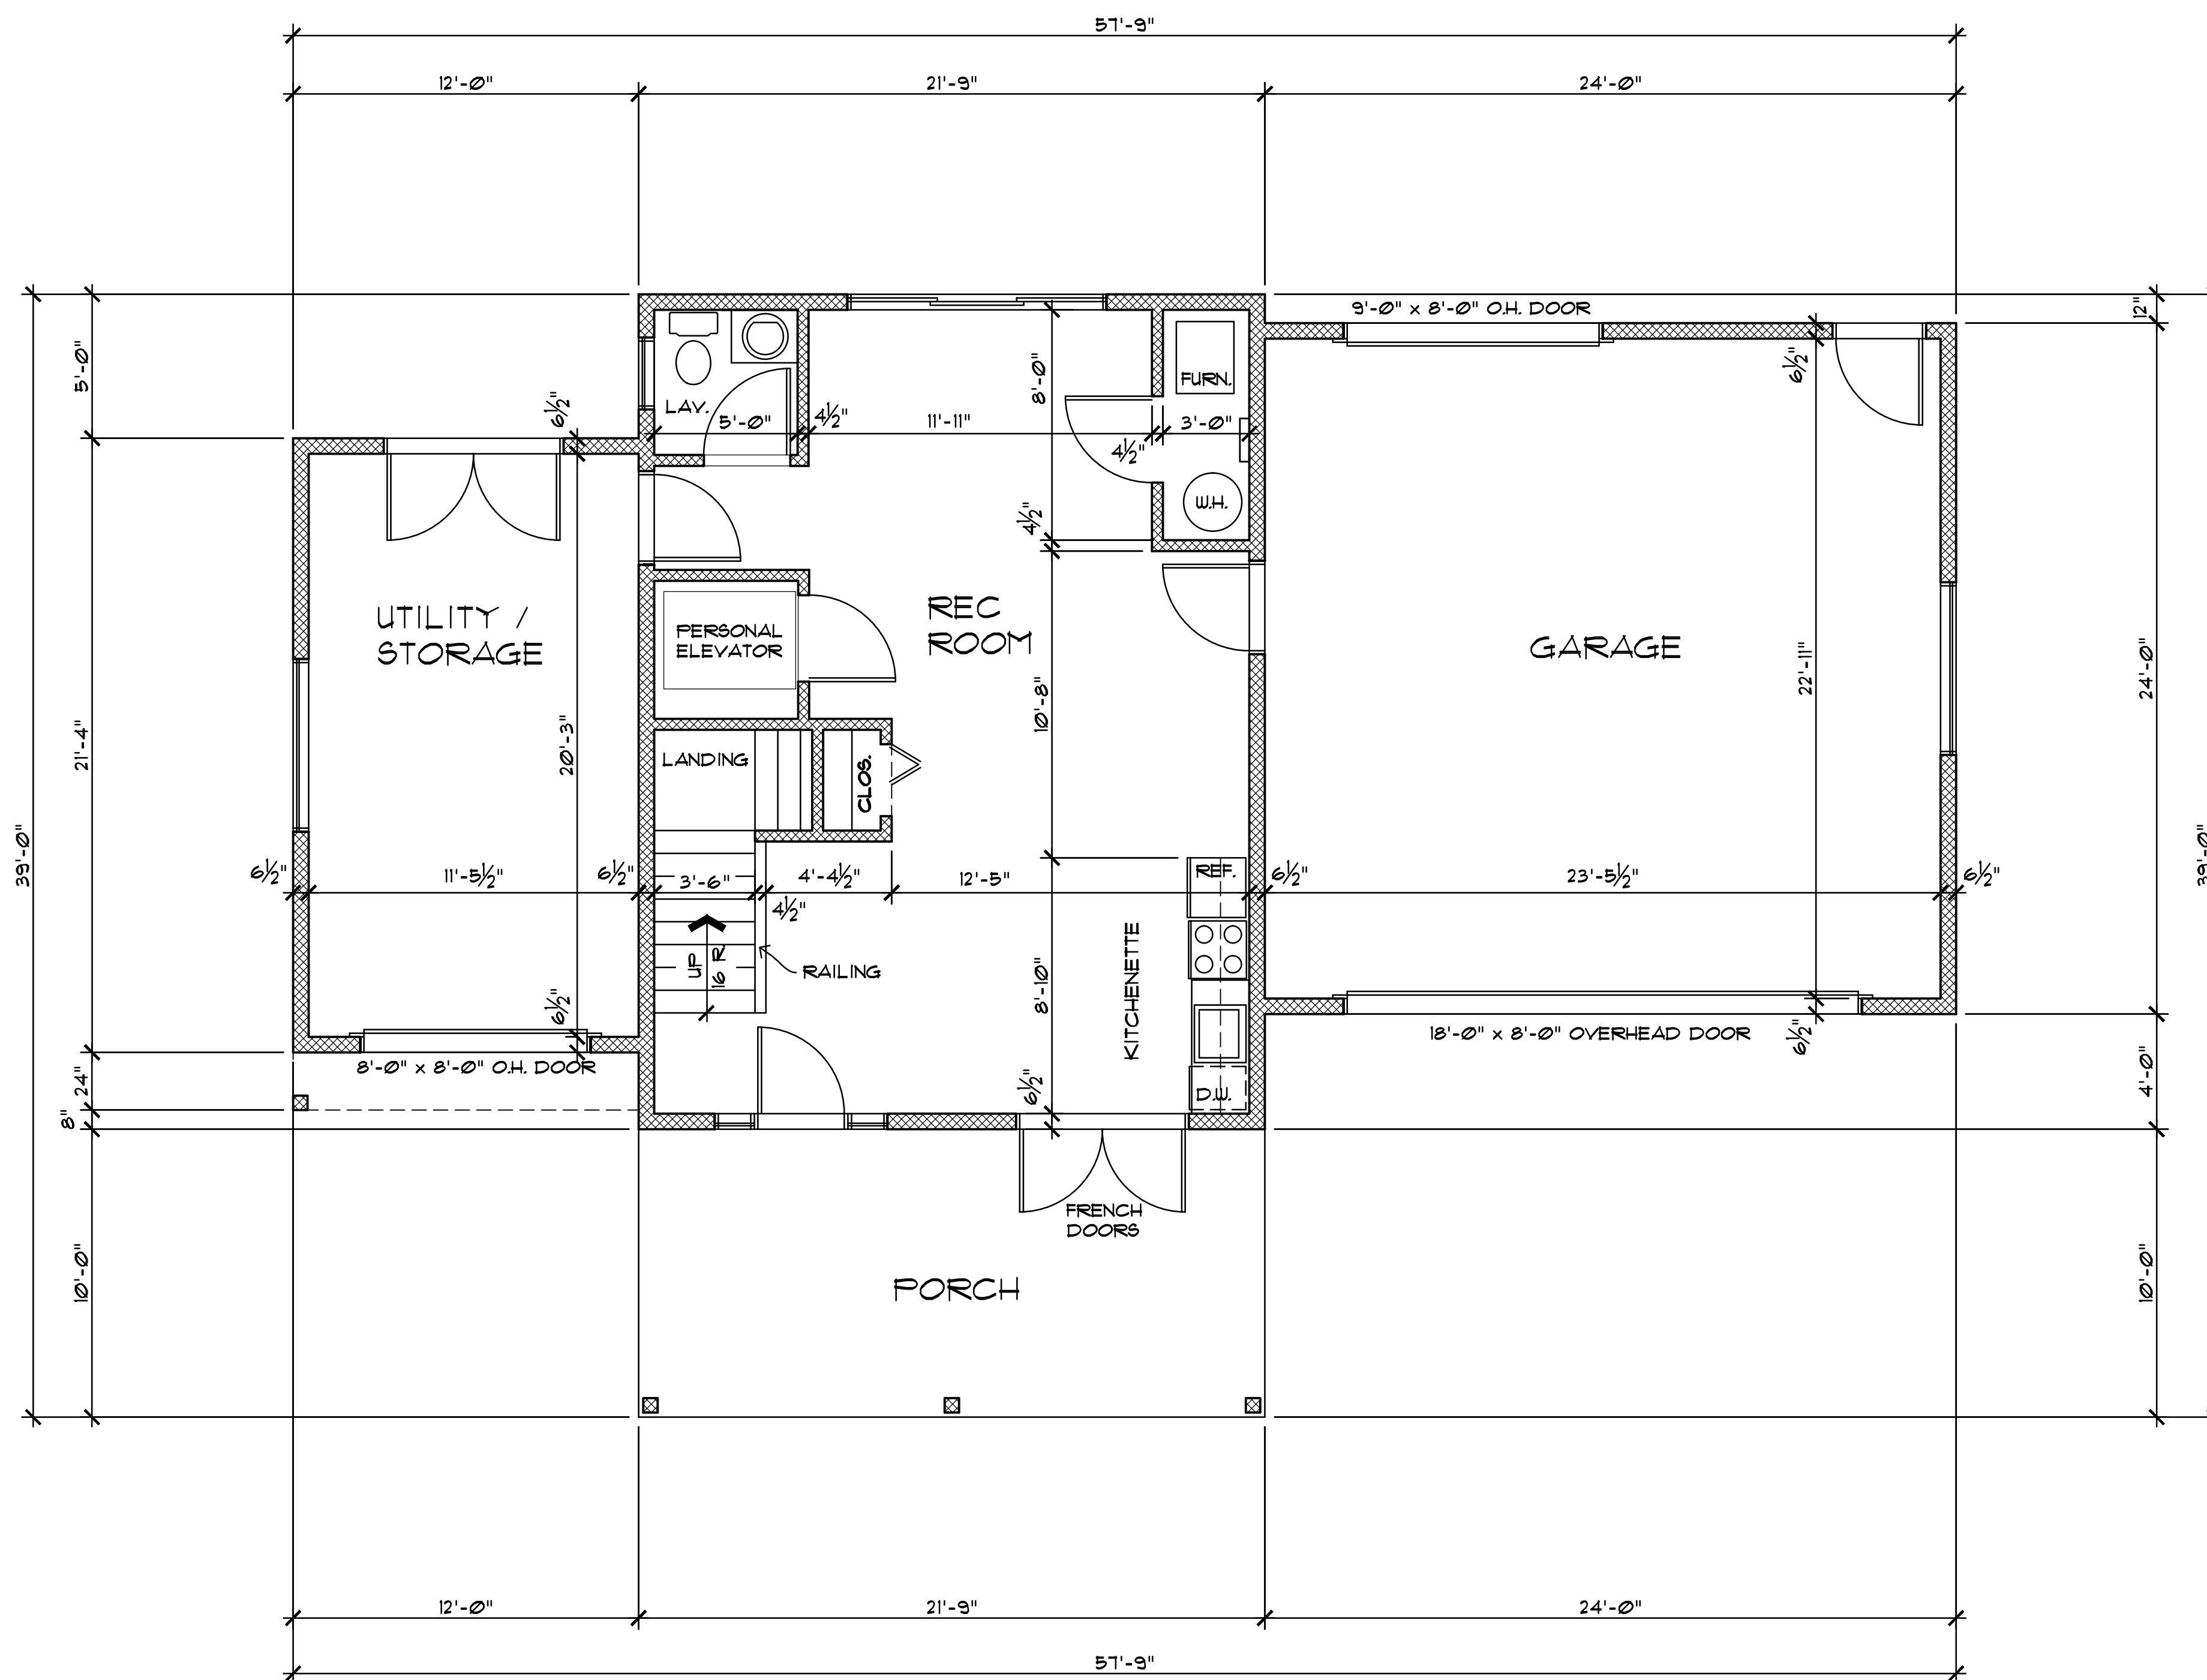 57'-9"
12'-0"
21'-9"
24'-0"
9'-0" x 8'-0" O.H. DOOR
12"
5'-0"
6½"
8'-0"
FURN.
6½"
LAV.
5'-0"
4½"
11'-11"
4½"
3'-0"
W.H.
4½"
UTILITY /
STORAGE
PERSONAL
ELEVATOR
REC
ROOM
GARAGE
22'-11"
24'-0"
10'-8"
21'-4"
20'-3"
LANDING
CLOS.
39'-0"
39'-0"
6½"
11'-5½"
6½"
3'-6"
4½"
4'-4½"
12'-5"
REF.
6½"
23'-5½"
6½"
UP
16 R
RAILING
8'-10"
KITCHENETTE
6½"
18'-0" x 8'-0" OVERHEAD DOOR
6½"
8'-0" x 8'-0" O.H. DOOR
24"
6½"
D.W.
4'-0"
8"
FRENCH
DOORS
10'-0"
PORCH
10'-0"
12'-0"
21'-9"
24'-0"
57'-9"